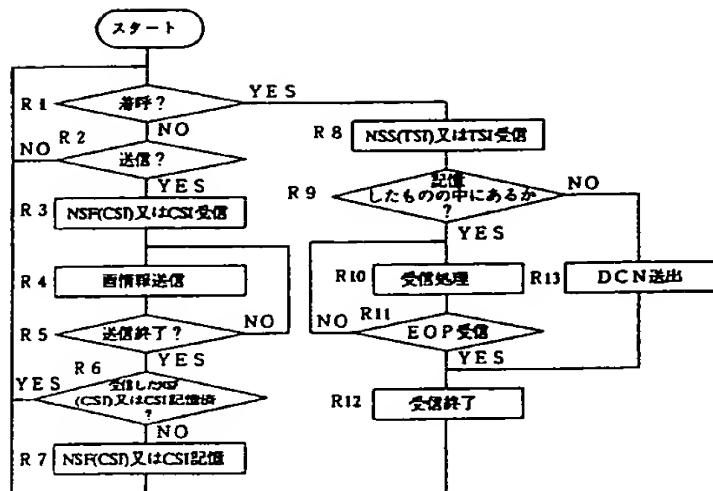 スタート
R1 着呼? YES
NO
R2
NO 送信?
YES
R3 NSF(CSI)又はCSI受信
R4 画情報送信
R5 送信終了? NO
YES
R6
YES 受信したNSF
(CSI)又はCSI記憶済
?
NO
R7 NSF(CSI)又はCSI記憶
R8 NSS(TSI)又はTSI受信
R9 記憶
したものの中にあるか
?
NO
YES
R10 受信処理
R13 DCN送出
R11
NO EOP受信
YES
R12 受信終了